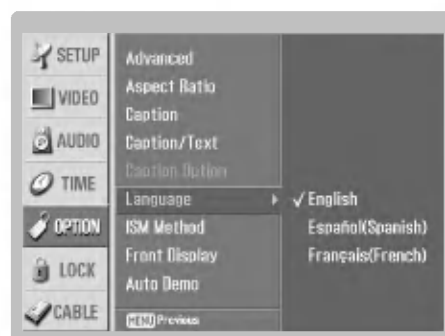 SETUP
VIDEO
AUDIO
TIME
OPTION
LOCK
CABLE
Advanced
Aspect Ratio
Caption
Caption/Text
Caption Option
Language
ISM Method
Front Display
Auto Demo
MENU Previous
✓ English
Español(Spanish)
Français(French)